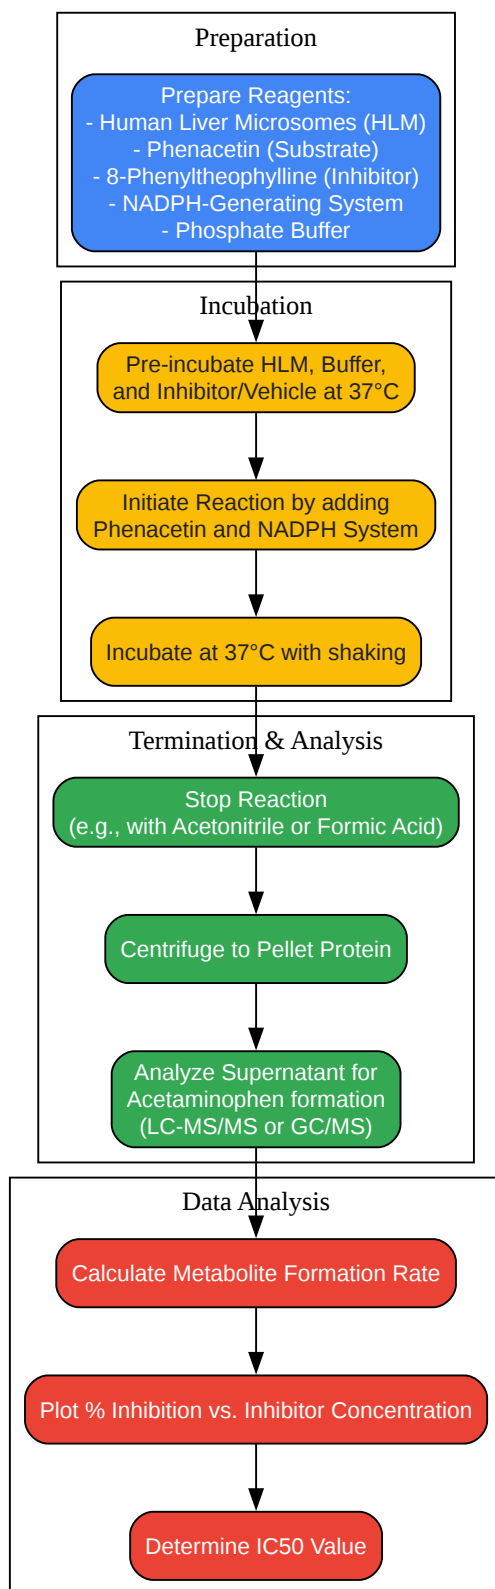 Preparation
Prepare Reagents:
- Human Liver Microsomes (HLM)
- Phenacetin (Substrate)
- 8-Phenyltheophylline (Inhibitor)
- NADPH-Generating System
- Phosphate Buffer
Incubation
Pre-incubate HLM, Buffer,
and Inhibitor/Vehicle at 37°C
Initiate Reaction by adding
Phenacetin and NADPH System
Incubate at 37°C with shaking
Termination & Analysis
Stop Reaction
(e.g., with Acetonitrile or Formic Acid)
Centrifuge to Pellet Protein
Analyze Supernatant for
Acetaminophen formation
(LC-MS/MS or GC/MS)
Data Analysis
Calculate Metabolite Formation Rate
Plot % Inhibition vs. Inhibitor Concentration
Determine IC50 Value